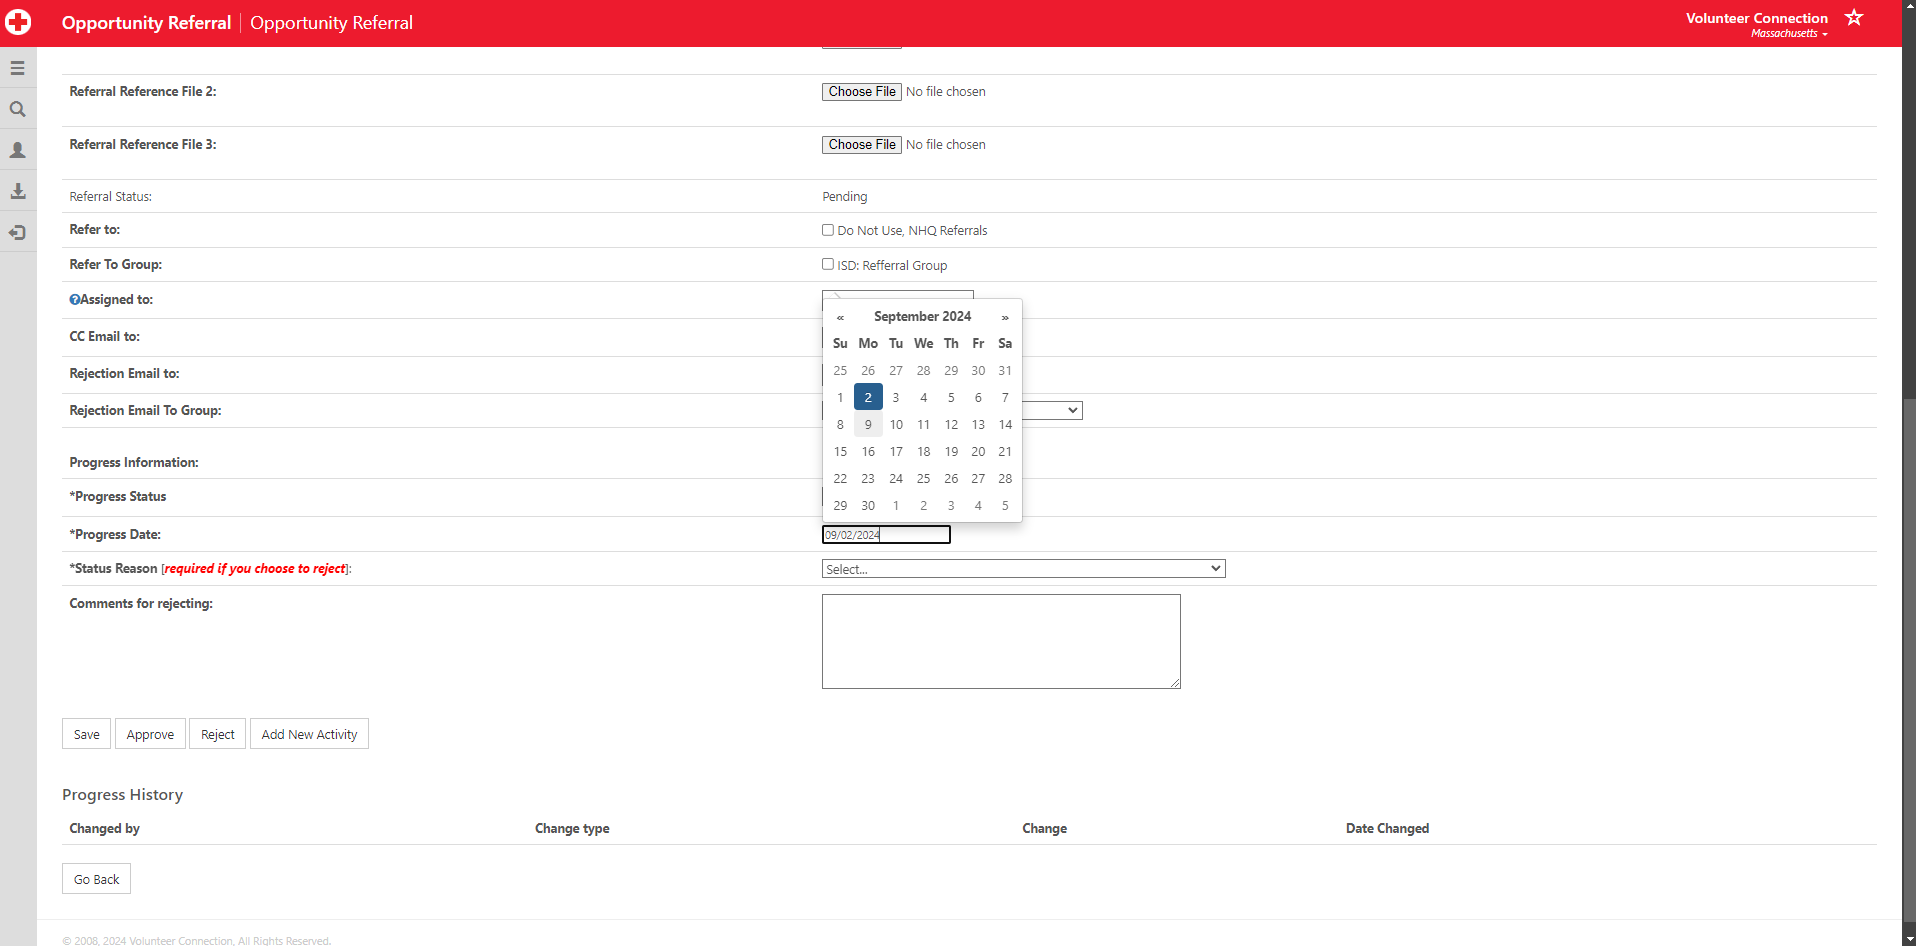 Opportunity Referral | Opportunity Referral
Volunteer Connection
Massachusetts
Referral Reference File 2:
Choose File No file chosen
Referral Reference File 3:
Choose File No file chosen
Referral Status:
Pending
Refer to:
Do Not Use, NHQ Referrals
Refer To Group:
ISD: Refferral Group
Assigned to:
CC Email to:
Rejection Email to:
Rejection Email To Group:
« September 2024 »
Su Mo Tu We Th Fr Sa
25 26 27 28 29 30 31
1 2 3 4 5 6 7
8 9 10 11 12 13 14
15 16 17 18 19 20 21
22 23 24 25 26 27 28
29 30 1 2 3 4 5
Progress Information:
*Progress Status
*Progress Date:
09/02/2024
*Status Reason [required if you choose to reject]:
Select...
Comments for rejecting:
Save Approve Reject Add New Activity
Progress History
Changed by Change type Change Date Changed
Go Back
© 2008, 2024 Volunteer Connection, All Rights Reserved.